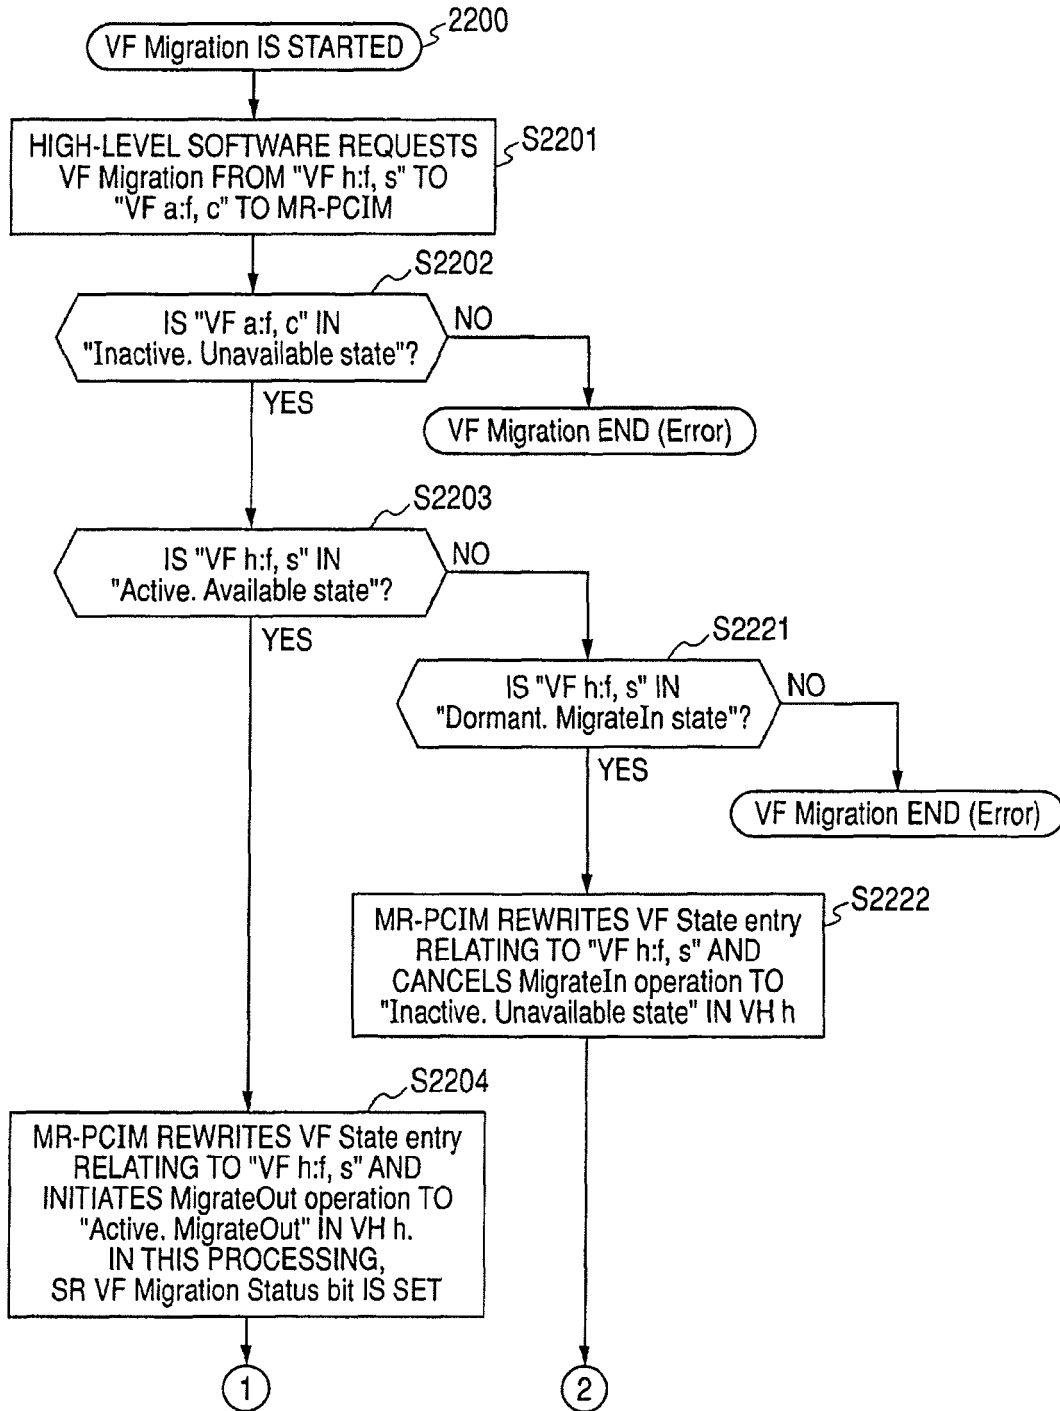 2200
VF Migration IS STARTED
S2201
HIGH-LEVEL SOFTWARE REQUESTS
VF Migration FROM "VF h:f, s" TO
"VF a:f, c" TO MR-PCIM
S2202
IS "VF a:f, c" IN
"Inactive. Unavailable state"?
NO
YES
VF Migration END (Error)
S2203
IS "VF h:f, s" IN
"Active. Available state"?
NO
YES
S2221
IS "VF h:f, s" IN
"Dormant. MigrateIn state"?
NO
YES
VF Migration END (Error)
S2222
MR-PCIM REWRITES VF State entry
RELATING TO "VF h:f, s" AND
CANCELS MigrateIn operation TO
"Inactive. Unavailable state" IN VH h
S2204
MR-PCIM REWRITES VF State entry
RELATING TO "VF h:f, s" AND
INITIATES MigrateOut operation TO
"Active. MigrateOut" IN VH h.
IN THIS PROCESSING,
SR VF Migration Status bit IS SET
1
2